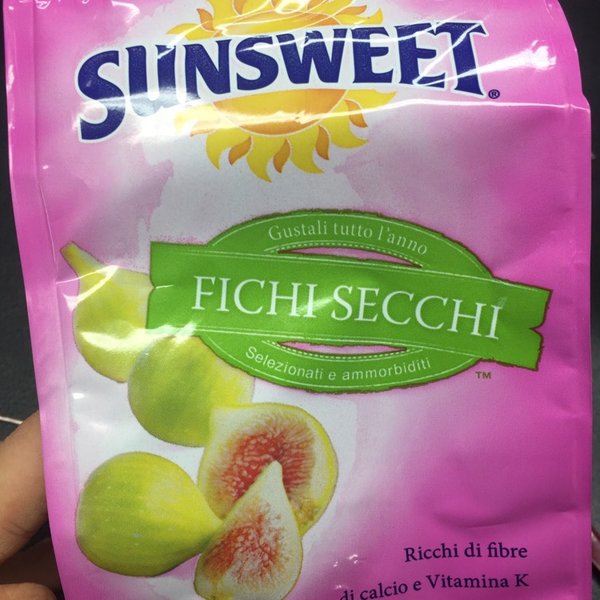 SUNSWEET®
Gustali tutto l'anno
FICHI SECCHI
Selezionati e ammorbiditi
TM
Ricchi di fibre
di calcio e Vitamina K